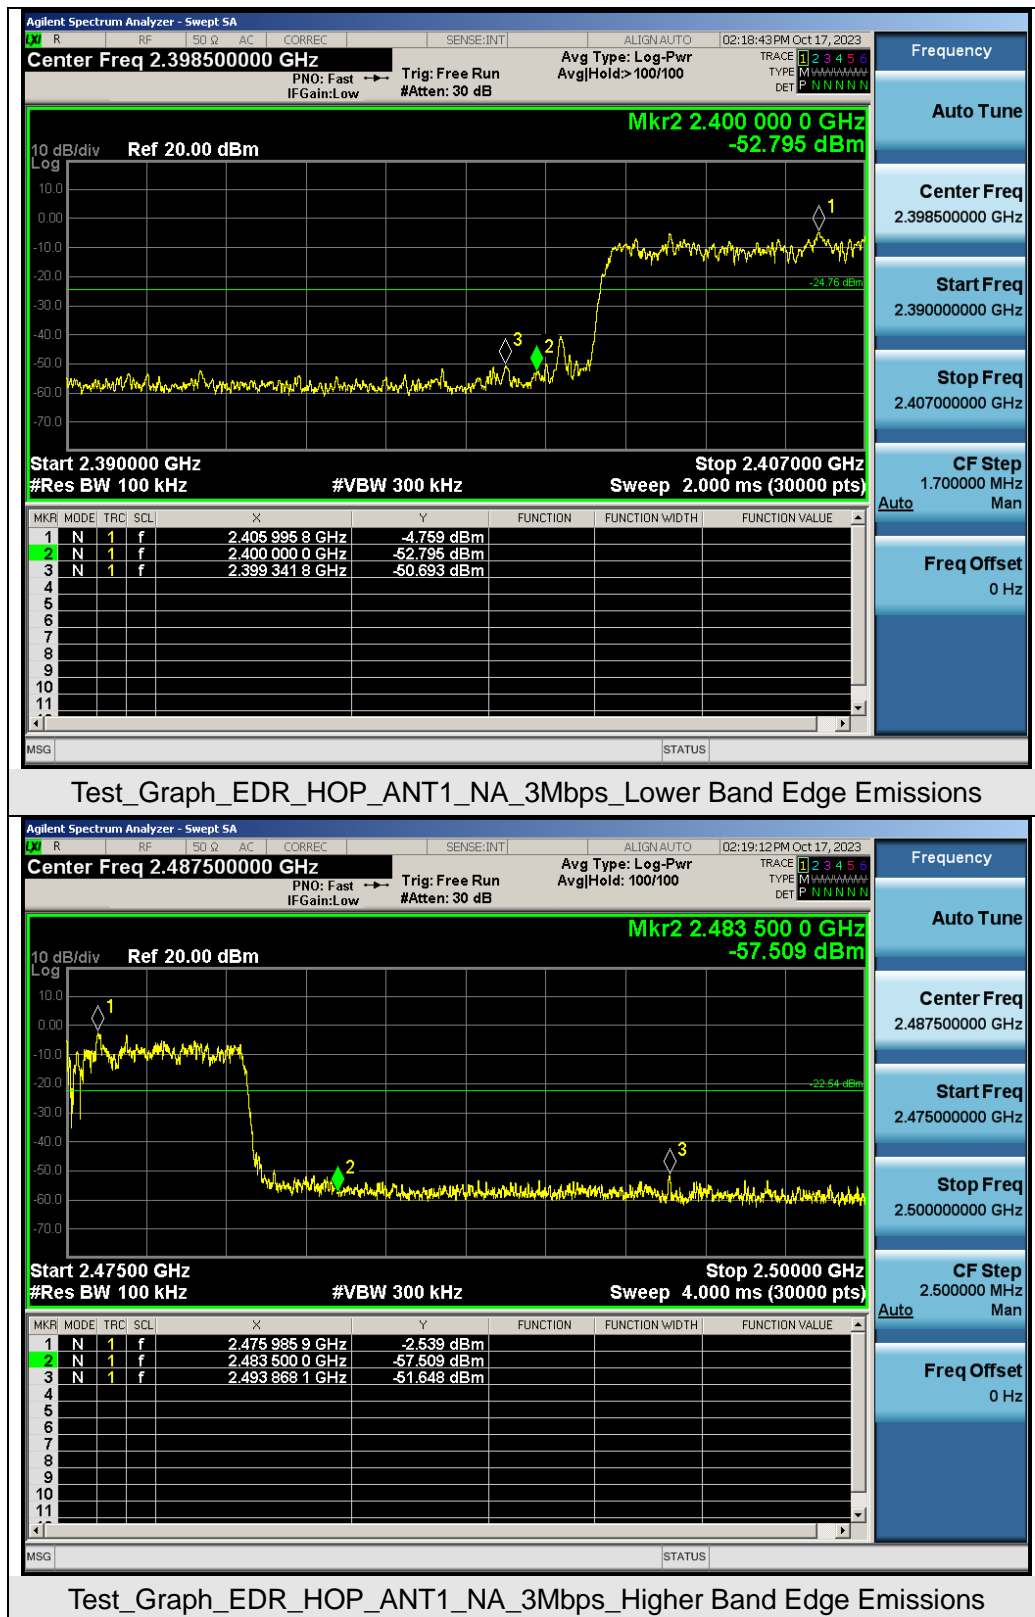 Agilent Spectrum Analyzer - Swept SA
LXI R RF 50 Ω AC CORREC SENSE:INT ALIGN AUTO 02:18:43 PM Oct 17, 2023
Center Freq 2.398500000 GHz
PNO: Fast
IFGain:Low
Trig: Free Run
#Atten: 30 dB
Avg Type: Log-Pwr
Avg|Hold:>100/100
TRACE 1 2 3 4 5 6
TYPE M WWWWW
DET P N N N N N
Mkr2 2.400 000 0 GHz
-52.795 dBm
10 dB/div Ref 20.00 dBm
Log
10.0
0.00
-10.0
-20.0
-30.0
-40.0
-50.0
-60.0
-70.0
1
-24.76 dBm
3
2
Start 2.390000 GHz Stop 2.407000 GHz
#Res BW 100 kHz #VBW 300 kHz Sweep 2.000 ms (30000 pts)
MKR MODE TRC SCL X Y FUNCTION FUNCTION WIDTH FUNCTION VALUE
1 N 1 f 2.405 995 8 GHz -4.759 dBm
2 N 1 f 2.400 000 0 GHz -52.795 dBm
3 N 1 f 2.399 341 8 GHz -50.693 dBm
4
5
6
7
8
9
10
11
MSG STATUS
Frequency
Auto Tune
Center Freq
2.398500000 GHz
Start Freq
2.390000000 GHz
Stop Freq
2.407000000 GHz
CF Step
1.700000 MHz
Auto Man
Freq Offset
0 Hz
Test_Graph_EDR_HOP_ANT1_NA_3Mbps_Lower Band Edge Emissions
Agilent Spectrum Analyzer - Swept SA
LXI R RF 50 Ω AC CORREC SENSE:INT ALIGN AUTO 02:19:12 PM Oct 17, 2023
Center Freq 2.487500000 GHz
PNO: Fast
IFGain:Low
Trig: Free Run
#Atten: 30 dB
Avg Type: Log-Pwr
Avg|Hold: 100/100
TRACE 1 2 3 4 5 6
TYPE M WWWWW
DET P N N N N N
Mkr2 2.483 500 0 GHz
-57.509 dBm
10 dB/div Ref 20.00 dBm
Log
10.0
0.00
-10.0
-20.0
-30.0
-40.0
-50.0
-60.0
-70.0
1
-22.54 dBm
2
3
Start 2.47500 GHz Stop 2.50000 GHz
#Res BW 100 kHz #VBW 300 kHz Sweep 4.000 ms (30000 pts)
MKR MODE TRC SCL X Y FUNCTION FUNCTION WIDTH FUNCTION VALUE
1 N 1 f 2.475 985 9 GHz -2.539 dBm
2 N 1 f 2.483 500 0 GHz -57.509 dBm
3 N 1 f 2.493 868 1 GHz -51.648 dBm
4
5
6
7
8
9
10
11
MSG STATUS
Frequency
Auto Tune
Center Freq
2.487500000 GHz
Start Freq
2.475000000 GHz
Stop Freq
2.500000000 GHz
CF Step
2.500000 MHz
Auto Man
Freq Offset
0 Hz
Test_Graph_EDR_HOP_ANT1_NA_3Mbps_Higher Band Edge Emissions